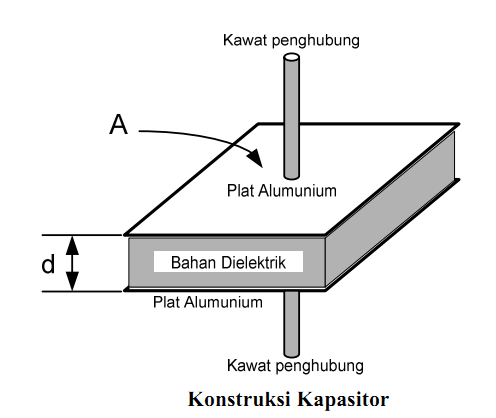 Kawat penghubung
A
Plat Alumunium
d
Bahan Dielektrik
Plat Alumunium
Kawat penghubung
Konstruksi Kapasitor